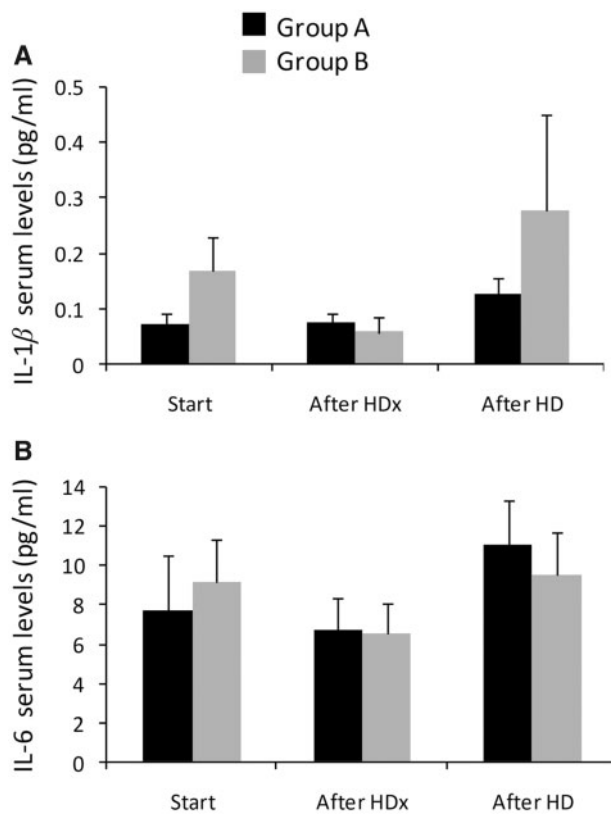 Group A
Group B
A
IL-1β serum levels (pg/ml)
0.5
0.4
0.3
0.2
0.1
0
Start After HDx After HD
B
IL-6 serum levels (pg/ml)
14
12
10
8
6
4
2
0
Start After HDx After HD